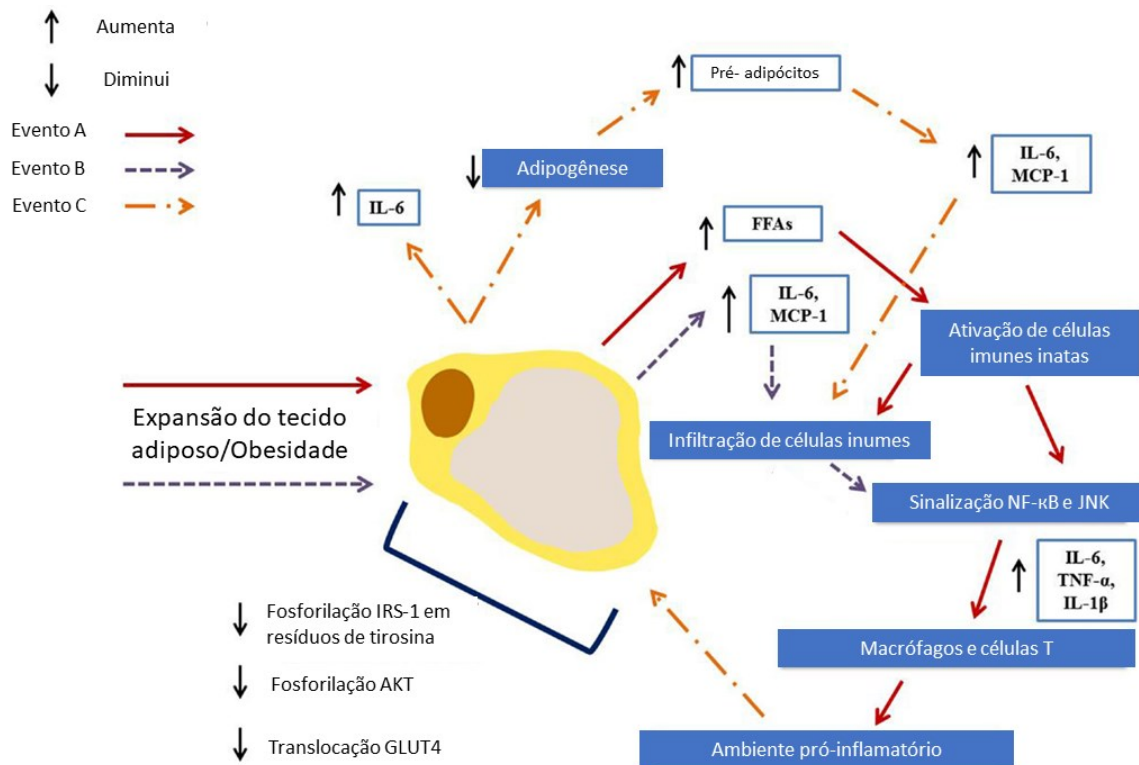 Aumenta
Diminui
Evento A
Evento B
Evento C
Pré- adipócitos
Adipogênese
IL-6
IL-6,
MCP-1
FFAs
IL-6,
MCP-1
Ativação de células
imunes inatas
Expansão do tecido
adiposo/Obesidade
Infiltração de células inumes
Sinalização NF-κB e JNK
IL-6,
TNF-α,
IL-1β
Fosforilação IRS-1 em
resíduos de tirosina
Macrófagos e células T
Fosforilação AKT
Translocação GLUT4
Ambiente pró-inflamatório